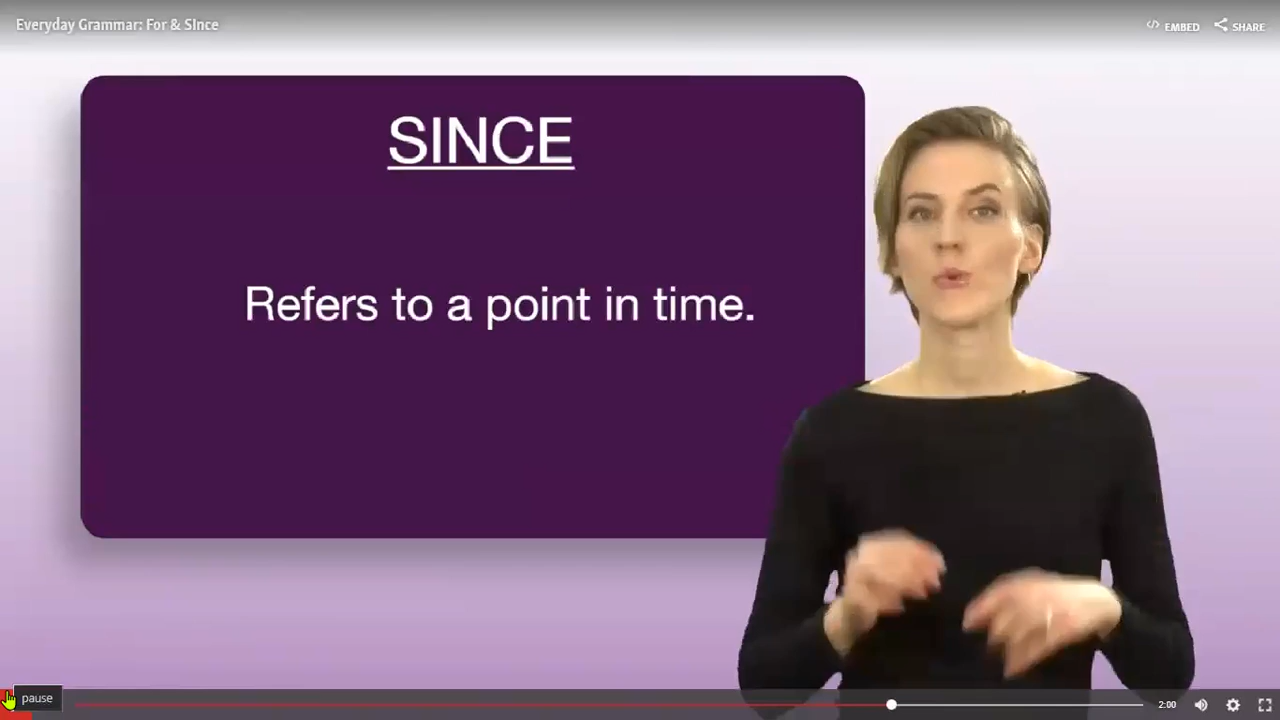 Everyday Grammar: For & Since
EMBED
SHARE
SINCE
Refers to a point in time.
pause
2:00